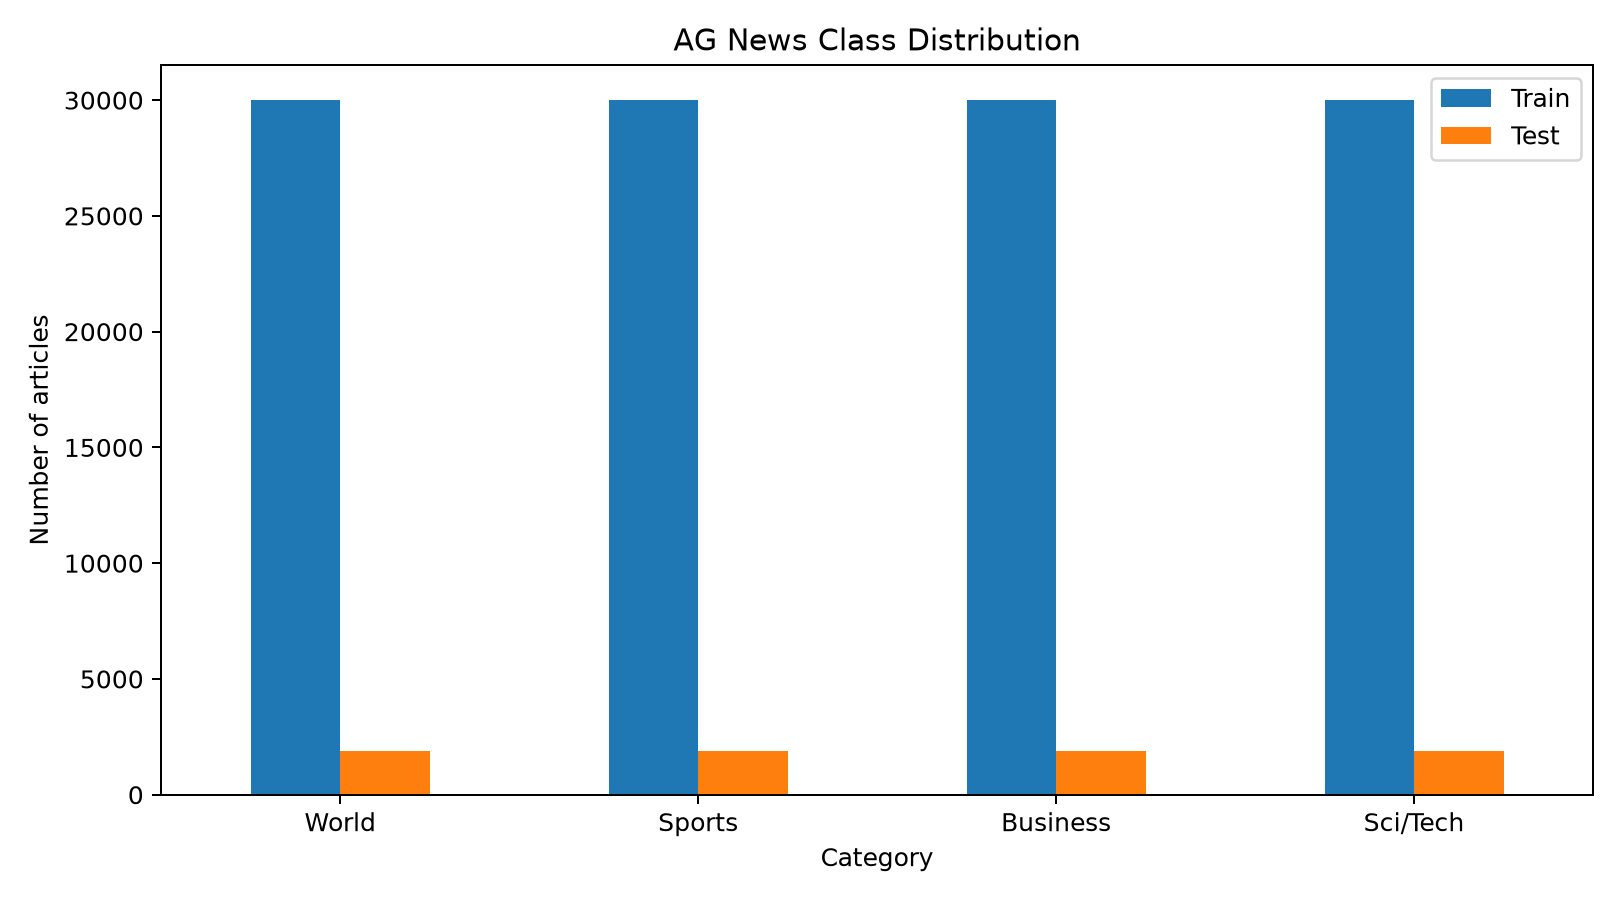 AG News Class Distribution
Train
Test
Number of articles
30000
25000
20000
15000
10000
5000
0
World
Sports
Business
Sci/Tech
Category